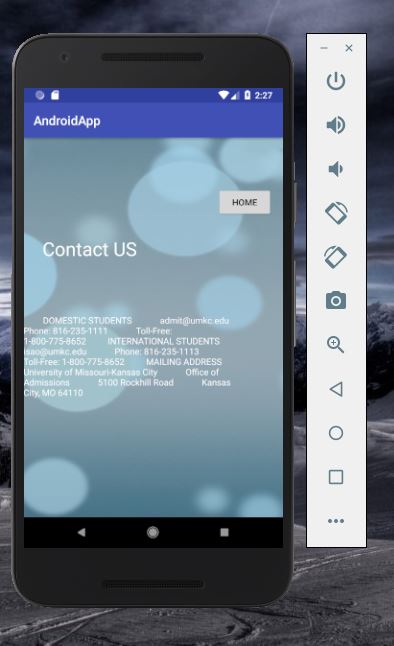 2:27
AndroidApp
HOME
Contact US
DOMESTIC STUDENTS admit@umkc.edu
Phone: 816-235-1111 Toll-Free:
1-800-775-8652 INTERNATIONAL STUDENTS
isao@umkc.edu Phone: 816-235-1113
Toll-Free: 1-800-775-8652 MAILING ADDRESS
University of Missouri-Kansas City Office of
Admissions 5100 Rockhill Road Kansas
City, MO 64110